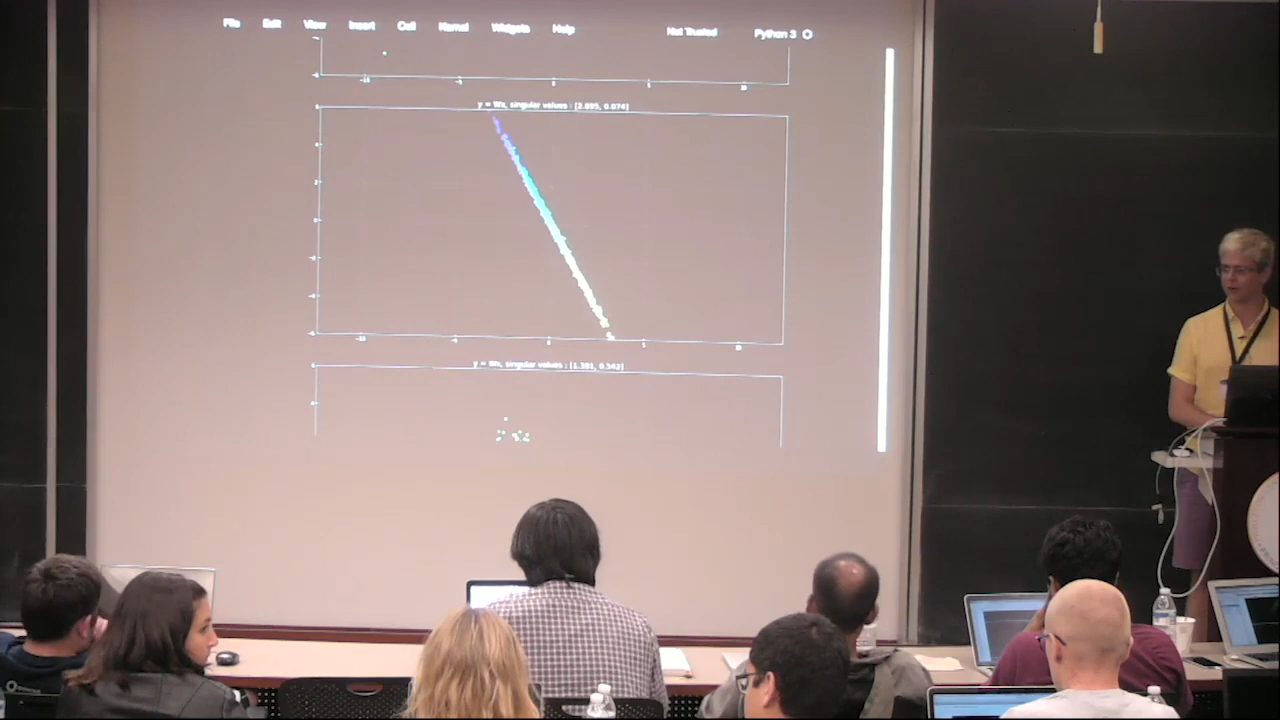 File Edit View Insert Cell Kernel Widgets Help Not Trusted Python 3
y = Wx, singular values : [2.895, 0.074]
y = Wx, singular values : [1.391, 0.542]